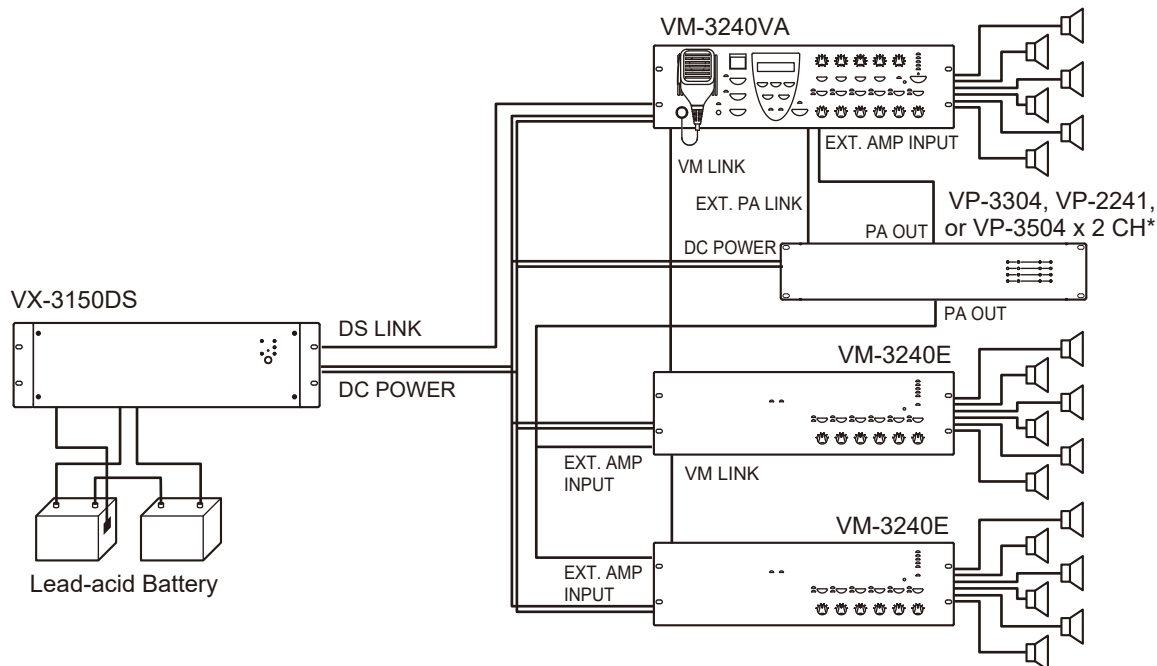 VM-3240VA
EXT. AMP INPUT
VM LINK
EXT. PA LINK
VP-3304, VP-2241,
or VP-3504 x 2 CH*
PA OUT
DC POWER
PA OUT
VX-3150DS
DS LINK
DC POWER
VM-3240E
EXT. AMP
INPUT
VM LINK
VM-3240E
EXT. AMP
INPUT
Lead-acid Battery